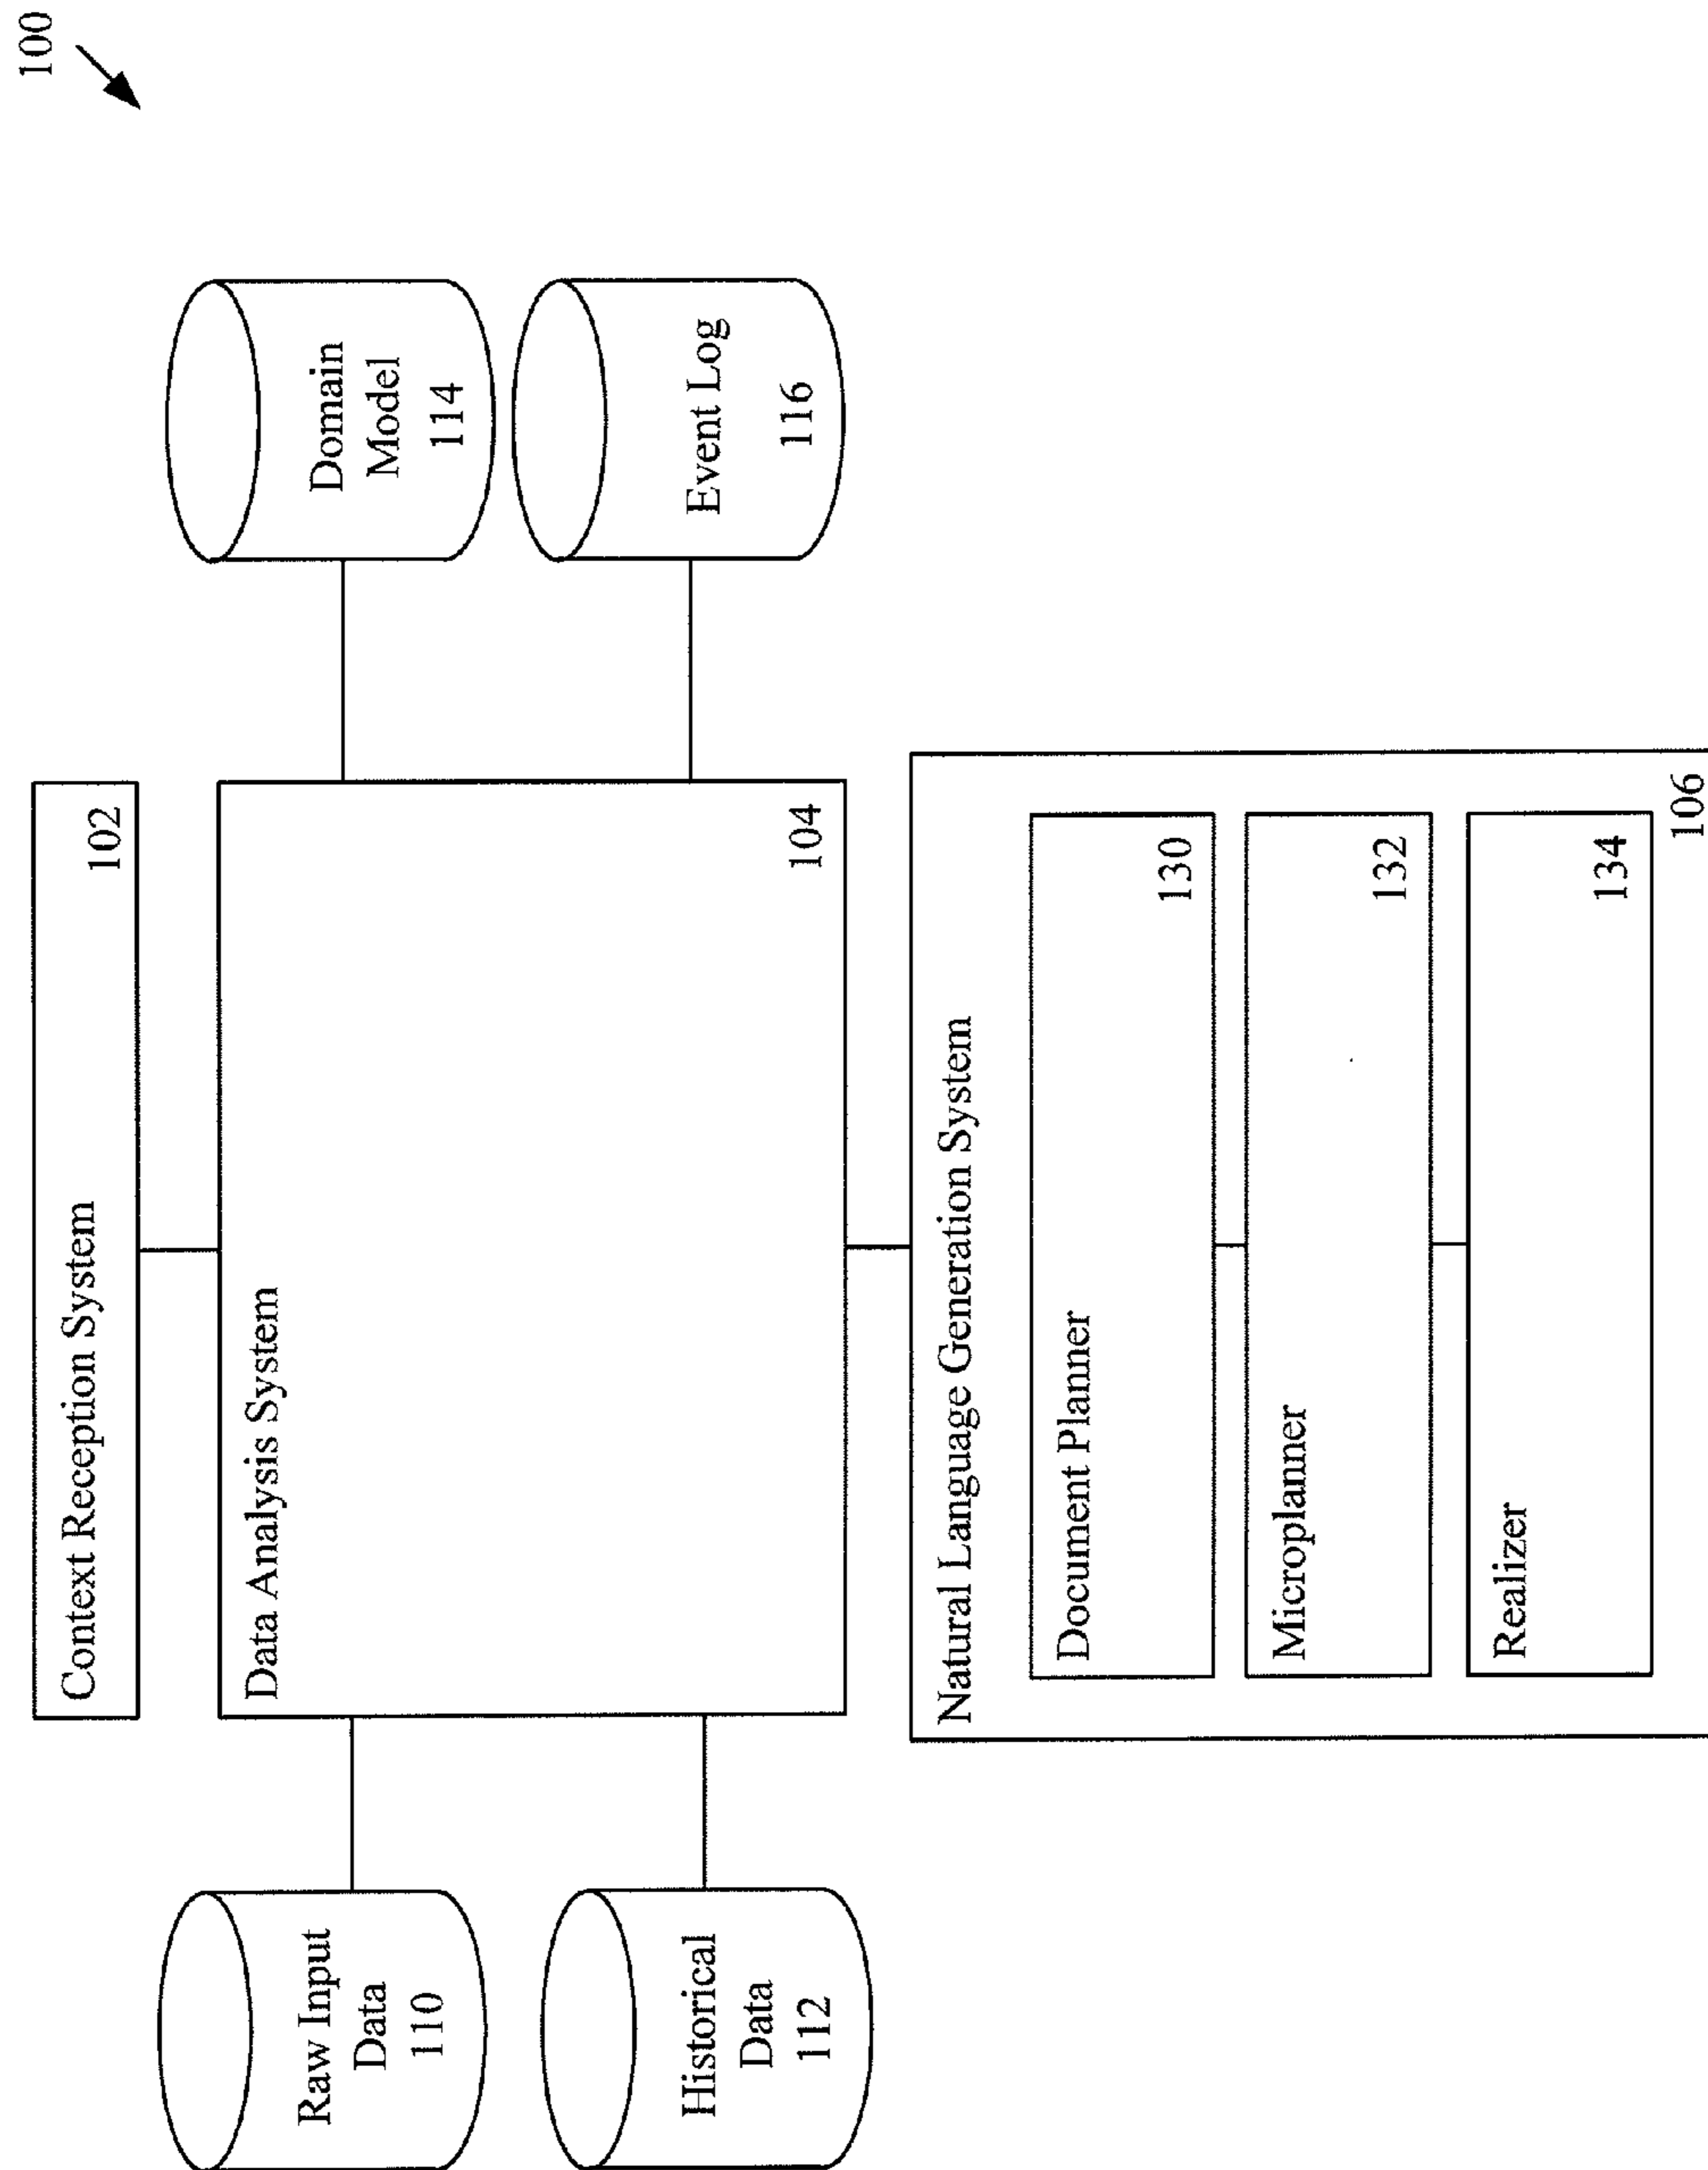 100
Context Reception System
102
Raw Input
Data
110
Historical
Data
112
Data Analysis System
104
Domain
Model
114
Event Log
116
Natural Language Generation System
Document Planner
130
Microplanner
132
Realizer
134
106